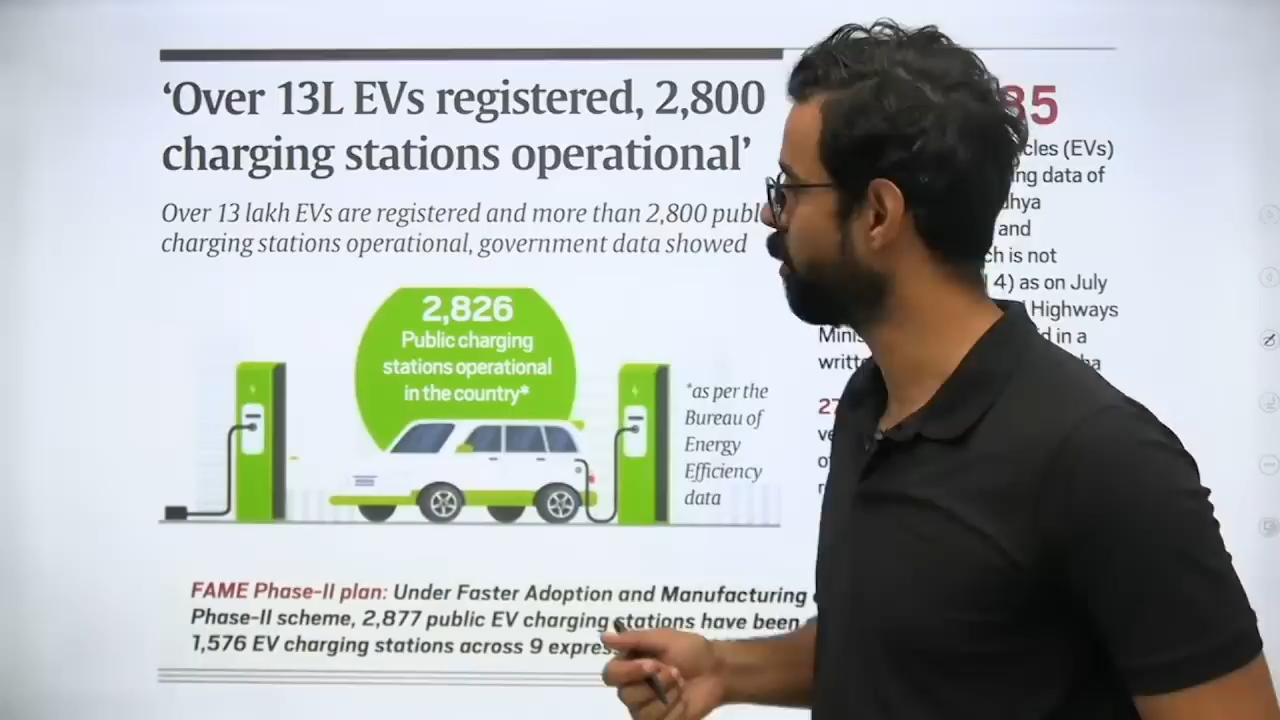 ‘Over 13L EVs registered, 2,800
charging stations operational’
Over 13 lakh EVs are registered and more than 2,800
charging stations operational, government data showed
2,826
Public charging
stations operational
in the country*
*as per the
Bureau of
Energy
Efficiency
data
FAME Phase-II plan: Under Faster Adoption and Manufacturing
Phase-II scheme, 2,877 public EV charging stations have been
1,576 EV charging stations across 9
(EVs)
data of
and
is not
4) as on July
Highways
in a